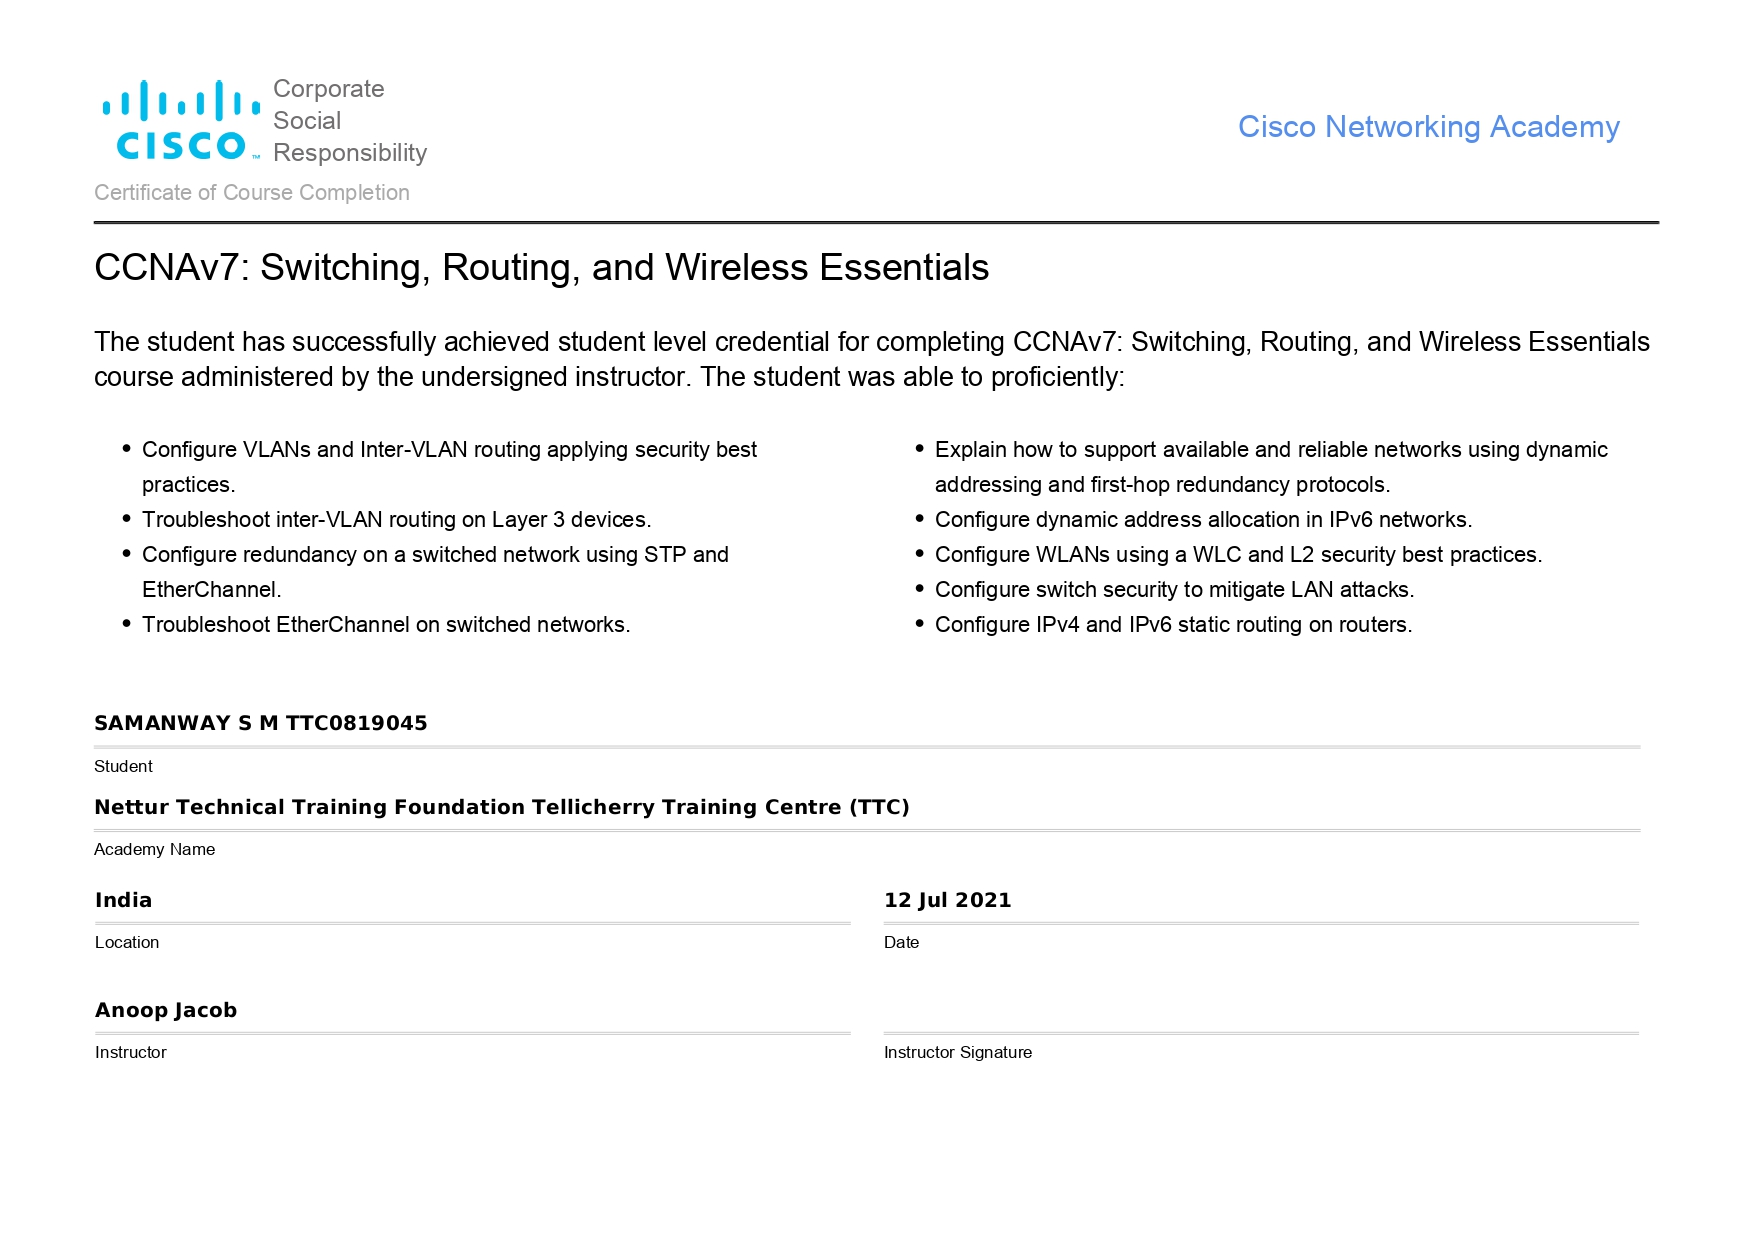 Corporate
Social
Responsibility
CISCO™
Cisco Networking Academy
Certificate of Course Completion
CCNAv7: Switching, Routing, and Wireless Essentials
The student has successfully achieved student level credential for completing CCNAv7: Switching, Routing, and Wireless Essentials
course administered by the undersigned instructor. The student was able to proficiently:
• Configure VLANs and Inter-VLAN routing applying security best
practices.
• Troubleshoot inter-VLAN routing on Layer 3 devices.
• Configure redundancy on a switched network using STP and
EtherChannel.
• Troubleshoot EtherChannel on switched networks.
• Explain how to support available and reliable networks using dynamic
addressing and first-hop redundancy protocols.
• Configure dynamic address allocation in IPv6 networks.
• Configure WLANs using a WLC and L2 security best practices.
• Configure switch security to mitigate LAN attacks.
• Configure IPv4 and IPv6 static routing on routers.
SAMANWAY S M TTC0819045
Student
Nettur Technical Training Foundation Tellicherry Training Centre (TTC)
Academy Name
India
Location
12 Jul 2021
Date
Anoop Jacob
Instructor
Instructor Signature